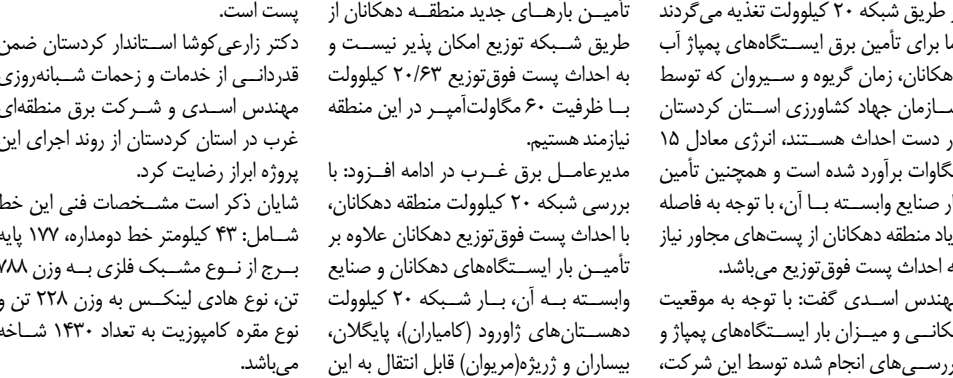 طریق شبکه ۲۰ کیلوولت تغذیه می‌گردند
برای تأمین برق ایستگاه‌های پمپاژ آب
دهکانان، زمان گریوه و سیروان که توسط
سازمان جهاد کشاورزی استان کردستان
در دست احداث هستند، انرژی معادل ۱۵
مگاوات برآورد شده است و همچنین تأمین
بار صنایع وابسته بـا آن، با توجه به فاصله
زیاد منطقه دهکانان از پست‌های مجاور نیاز
به احداث پست فوق‌توزیع می‌باشد.
مهندس اسدی گفت: با توجه به موقعیت
مکانی و میزان بار ایستگاه‌های پمپاژ و
بررسی‌های انجام شده توسط این شرکت،
تأمین بارهای جدید منطقه دهکانان از
طریق شبکه توزیع امکان پذیر نیست و
به احداث پست فوق‌توزیع ۲۰/۶۳ کیلوولت
با ظرفیت ۶۰ مگاولت‌آمپر در این منطقه
نیازمند هستیم.
مدیرعامل برق غرب در ادامه افزود: با
بررسی شبکه ۲۰ کیلوولت منطقه دهکانان،
با احداث پست فوق‌توزیع دهکانان علاوه بر
تأمین بار ایستگاه‌های دهکانان و صنایع
وابسته به آن، بار شبکه ۲۰ کیلوولت
دهستان‌های ژاورود (کامیاران)، پایگلان،
بیساران و زریژه(مریوان) قابل انتقال به این
پست است.
دکتر زارعی‌کوشا استاندار کردستان ضمن
قدردانی از خدمات و زحمات شبانه‌روزی
مهندس اسدی و شرکت برق منطقه‌ای
غرب در استان کردستان از روند اجرای این
پروژه ابراز رضایت کرد.
شایان ذکر است مشخصات فنی این خط
شامل: ۴۳ کیلومتر خط دومداره، ۱۷۷ پایه
برج از نوع مشبک فلزی به وزن ۷۸۸
تن، نوع هادی لینکس به وزن ۲۲۸ تن و
نوع مقره کامپوزیت به تعداد ۱۴۳۰ شاخه
می‌باشد.